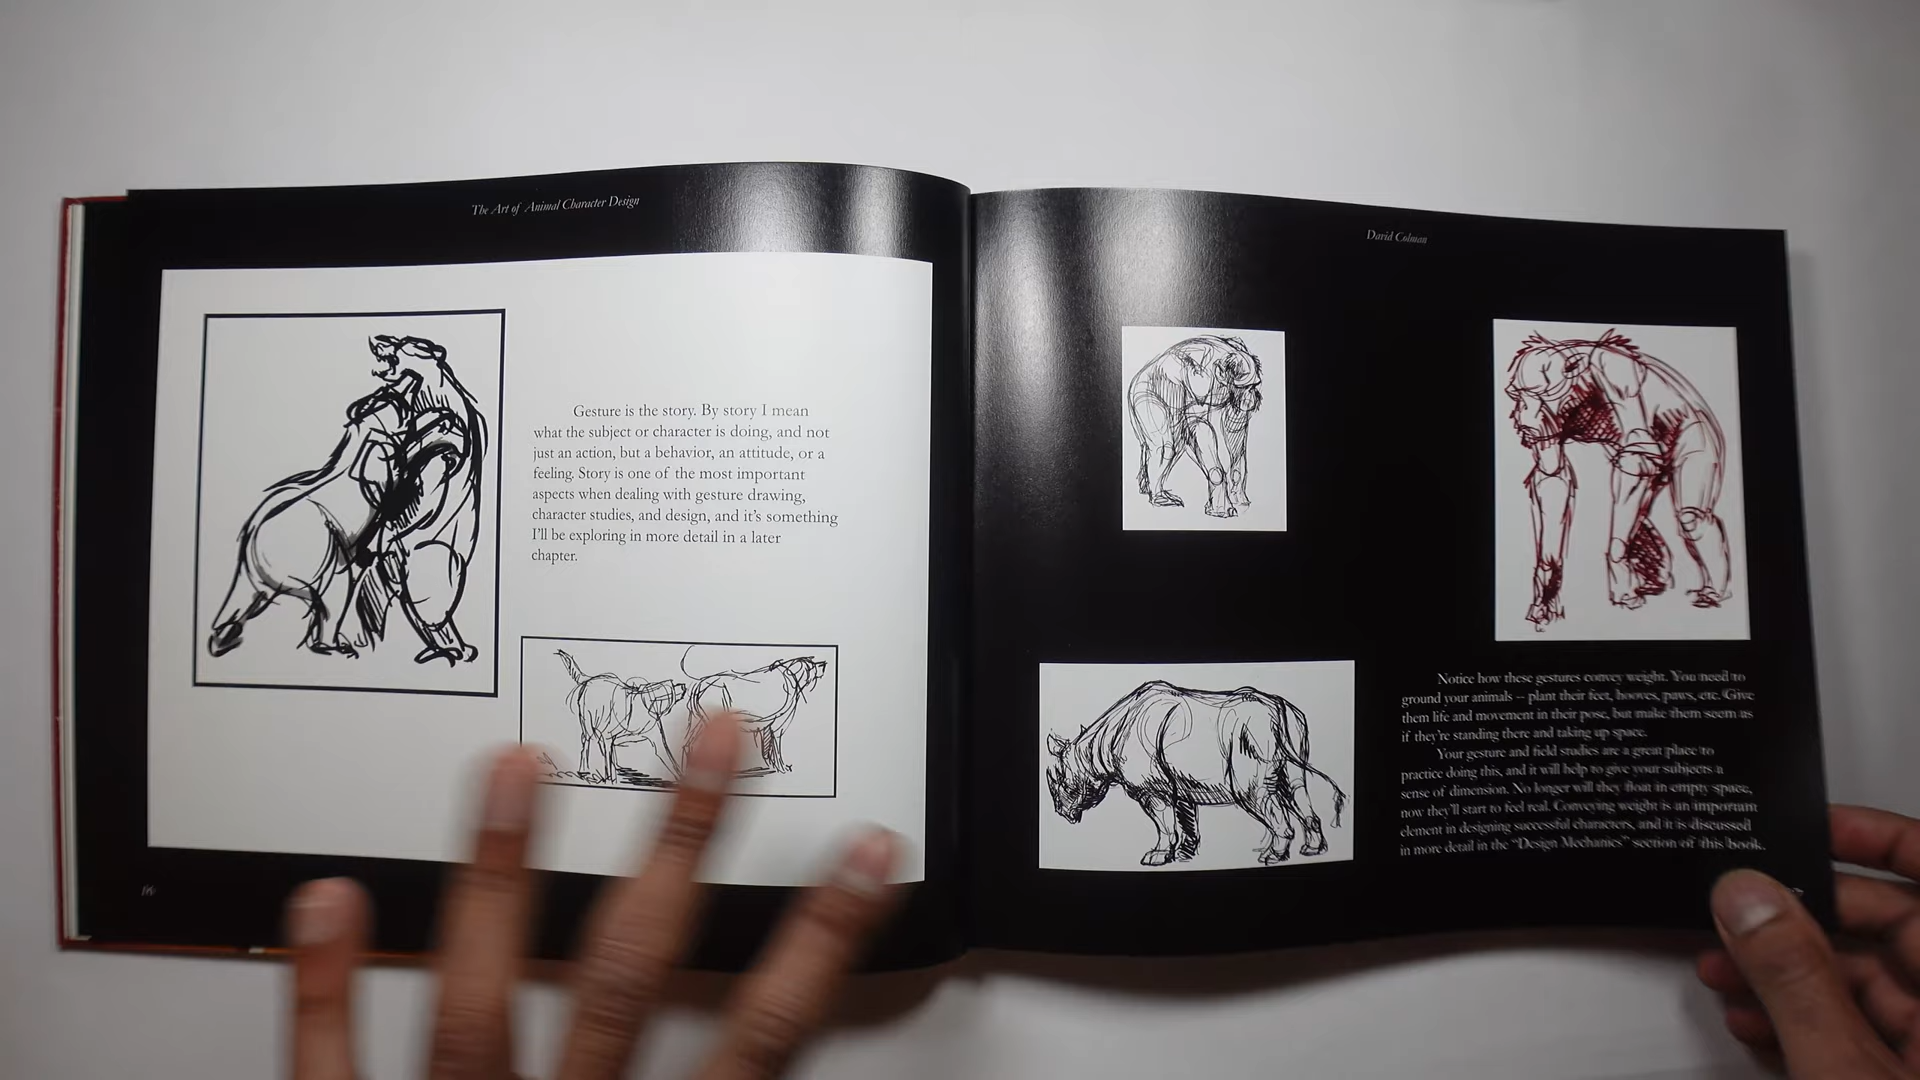 The Art of Animal Character Design
Gesture is the story. By story I mean
what the subject or character is doing, and not
just an action, but a behavior, an attitude, or a
feeling. Story is one of the most important
aspects when dealing with gesture drawing,
character studies, and design, and it's something
I'll be exploring in more detail in a later
chapter.
David Colman
Notice how these gestures convey weight. You need to
ground your animals -- plant their feet, hooves, paws, etc. Give
them life and movement in their pose, but make them seem as
if they're standing there and taking up space.
Your gesture and field studies are a great place to
practice doing this, and it will help to give your subjects a
sense of dimension. No longer will they float in empty space,
now they'll start to feel real. Conveying weight is an important
element in designing successful characters, and it is discussed
in more detail in the "Design Mechanics" section of this book.